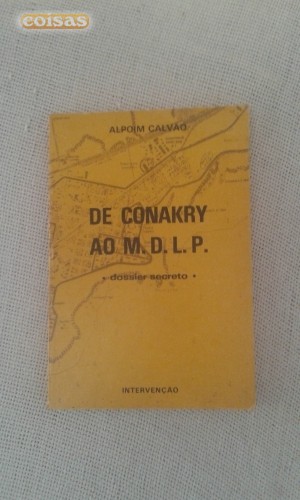 coisas
ALPOIM CALVÃO
DE CONAKRY
AO M.D.L.P.
• dossier secreto •
INTERVENÇÃO